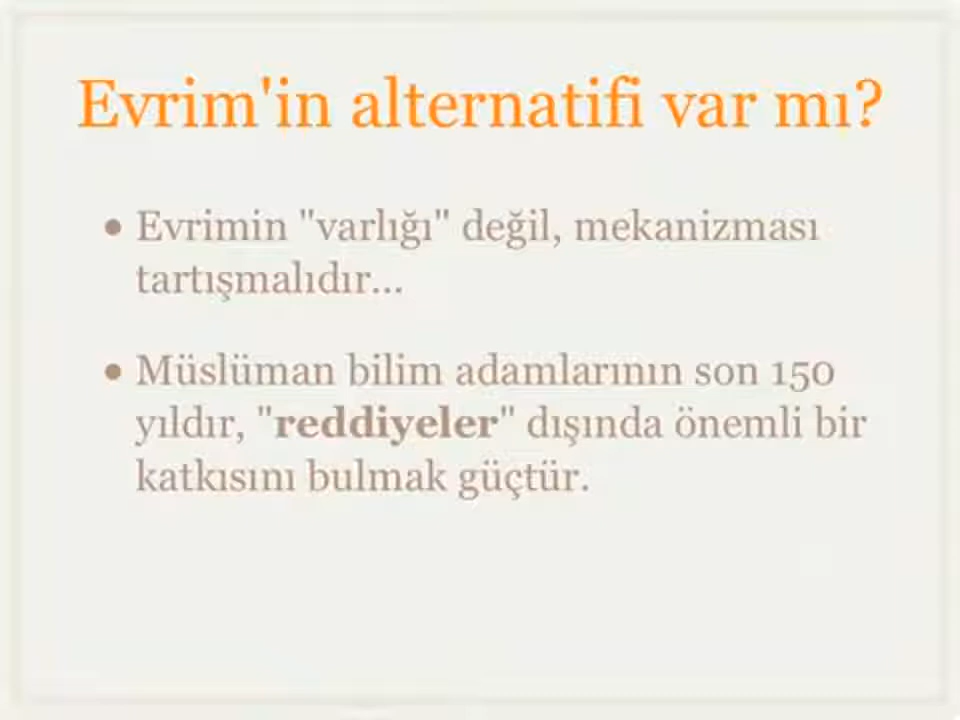 Evrim'in alternatifi var mı?
• Evrimin "varlığı" değil, mekanizması
tartışmalıdır...
• Müslüman bilim adamlarının son 150
yıldır, "reddiyeler" dışında önemli bir
katkısını bulmak güçtür.